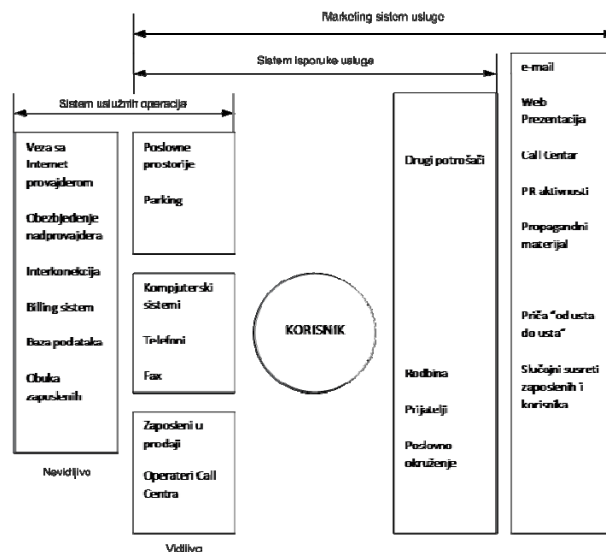 Marketing sistem usluge
Sistem isporuke usluge
Sistem uslužnih operacija
Veza sa
Internet
provajderom
Obezbjeđenje
nadprovajdera
Interkonekcija
Billing sistem
Baza podataka
Obuka
zaposlenih
Nevidljivo
Poslovne
prostorije
Parking
Kompjuterski
sistemi
Telefoni
Fax
Zaposleni u
prodaji
Operateri Call
Centra
Vidljivo
KORISNIK
Drugi potrošači
Rodbina
Prijatelji
Poslovno
okruženje
e-mail
Web
Prezentacija
Call Centar
PR aktivnosti
Propagandni
materijal
Priča "od usta
do usta"
Slučajni susreti
zaposlenih i
korisnika